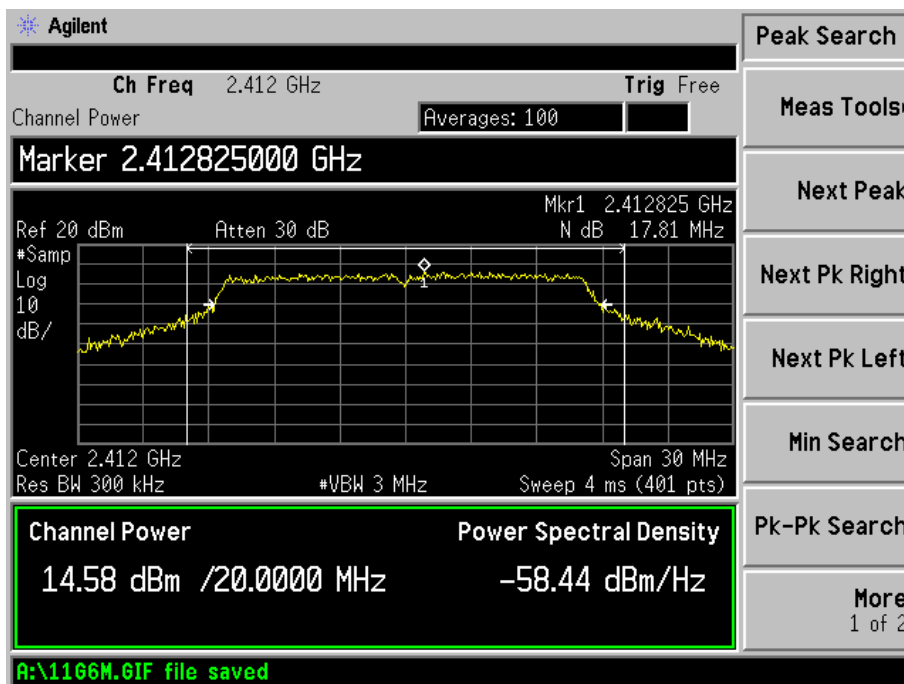 Agilent
Peak Search
Ch Freq 2.412 GHz Trig Free
Channel Power Averages: 100
Meas Tools
Marker 2.412825000 GHz
Next Peak
Mkr1 2.412825 GHz
Ref 20 dBm Atten 30 dB N dB 17.81 MHz
#Samp
Log
10
dB/
1
Next Pk Right
Next Pk Left
Center 2.412 GHz Span 30 MHz
Res BW 300 kHz #VBW 3 MHz Sweep 4 ms (401 pts)
Min Search
Channel Power Power Spectral Density
14.58 dBm /20.0000 MHz -58.44 dBm/Hz
Pk-Pk Search
More
1 of 2
A:\11G6M.GIF file saved